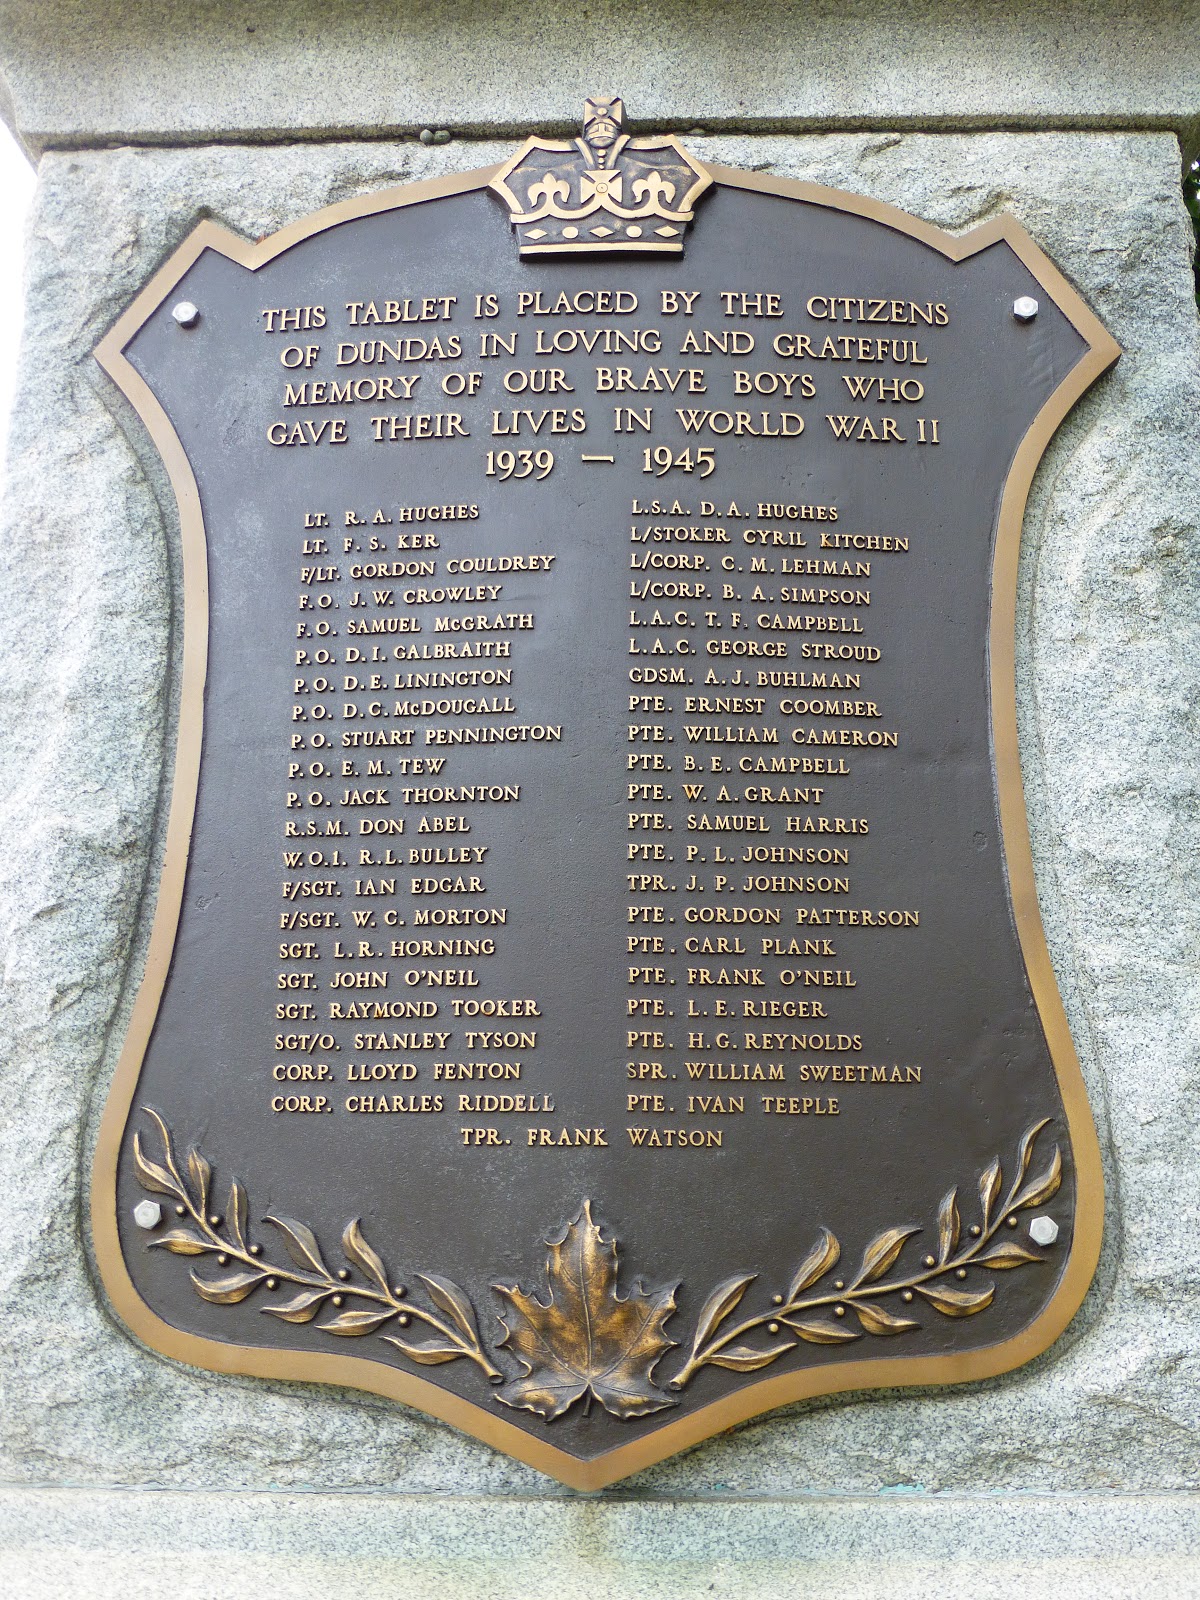 THIS TABLET IS PLACED BY THE CITIZENS
OF DUNDAS IN LOVING AND GRATEFUL
MEMORY OF OUR BRAVE BOYS WHO
GAVE THEIR LIVES IN WORLD WAR II
1939 — 1945
LT. R. A. HUGHES
LT. F. S. KER
F/LT. GORDON COULDREY
F.O. J. W. CROWLEY
F.O. SAMUEL McGRATH
P.O. D. I. GALBRAITH
P.O. D. E. LININGTON
P.O. D. C. McDOUGALL
P.O. STUART PENNINGTON
P.O. E. M. TEW
P.O. JACK THORNTON
R.S.M. DON ABEL
W.O.1. R. L. BULLEY
F/SGT. IAN EDGAR
F/SGT. W. C. MORTON
SGT. L. R. HORNING
SGT. JOHN O'NEIL
SGT. RAYMOND TOOKER
SGT/O. STANLEY TYSON
CORP. LLOYD FENTON
CORP. CHARLES RIDDELL
L.S.A. D. A. HUGHES
L/STOKER CYRIL KITCHEN
L/CORP. C. M. LEHMAN
L/CORP. B. A. SIMPSON
L.A.C. T. F. CAMPBELL
L.A.C. GEORGE STROUD
GDSM. A. J. BUHLMAN
PTE. ERNEST COOMBER
PTE. WILLIAM CAMERON
PTE. B. E. CAMPBELL
PTE. W. A. GRANT
PTE. SAMUEL HARRIS
PTE. P. L. JOHNSON
TPR. J. P. JOHNSON
PTE. GORDON PATTERSON
PTE. CARL PLANK
PTE. FRANK O'NEIL
PTE. L. E. RIEGER
PTE. H. G. REYNOLDS
SPR. WILLIAM SWEETMAN
PTE. IVAN TEEPLE
TPR. FRANK WATSON